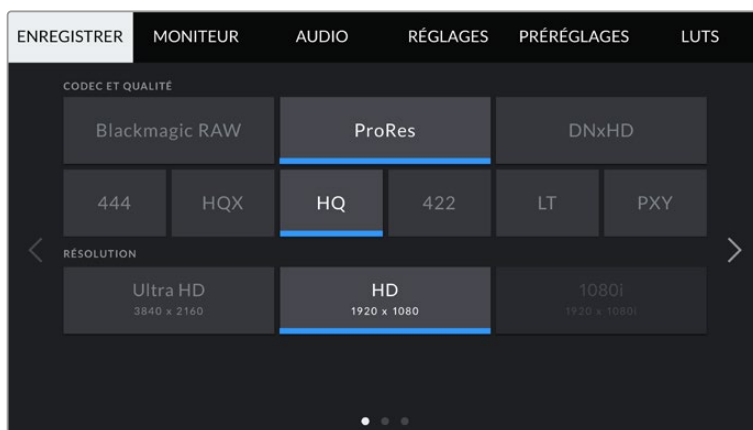 ENREGISTRER MONITEUR AUDIO RÉGLAGES PRÉRÉGLAGES LUTS
CODEC ET QUALITÉ
Blackmagic RAW ProRes DNxHD
444 HQX HQ 422 LT PXY
RÉSOLUTION
Ultra HD HD 1080i
3840 x 2160 1920 x 1080 1920 x 1080i